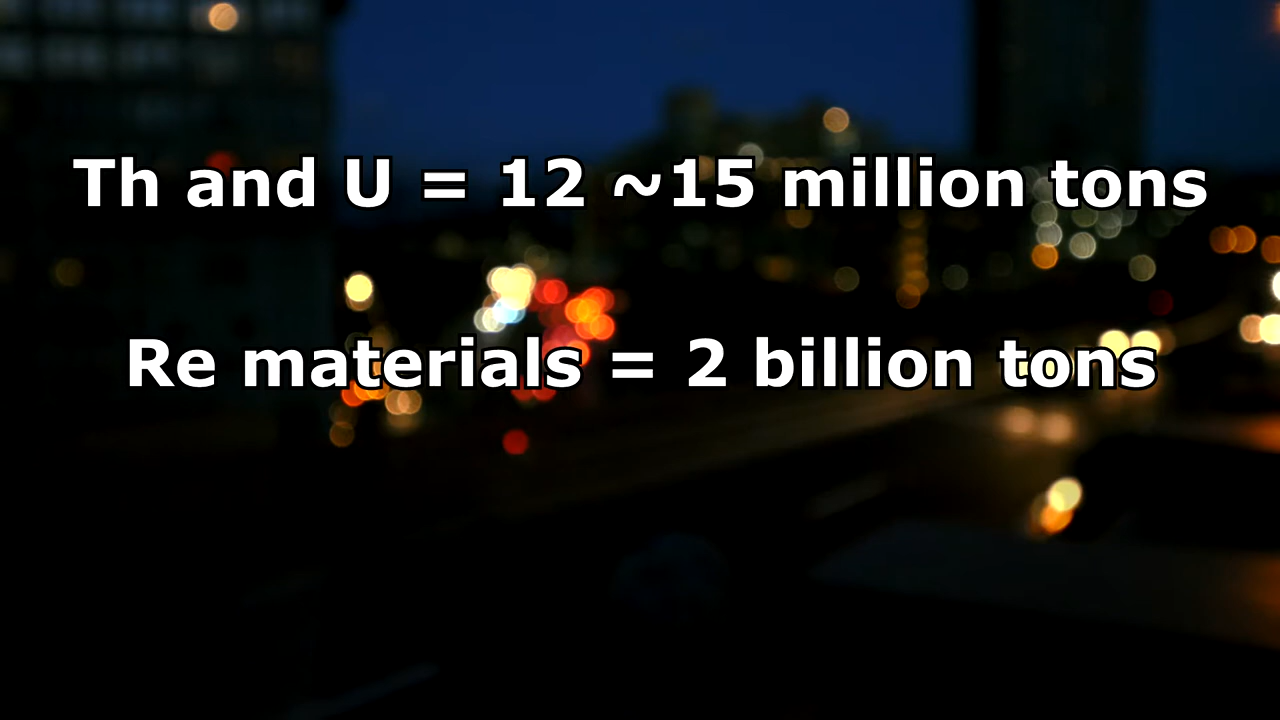 Th and U = 12 ~15 million tons
Re materials = 2 billion tons